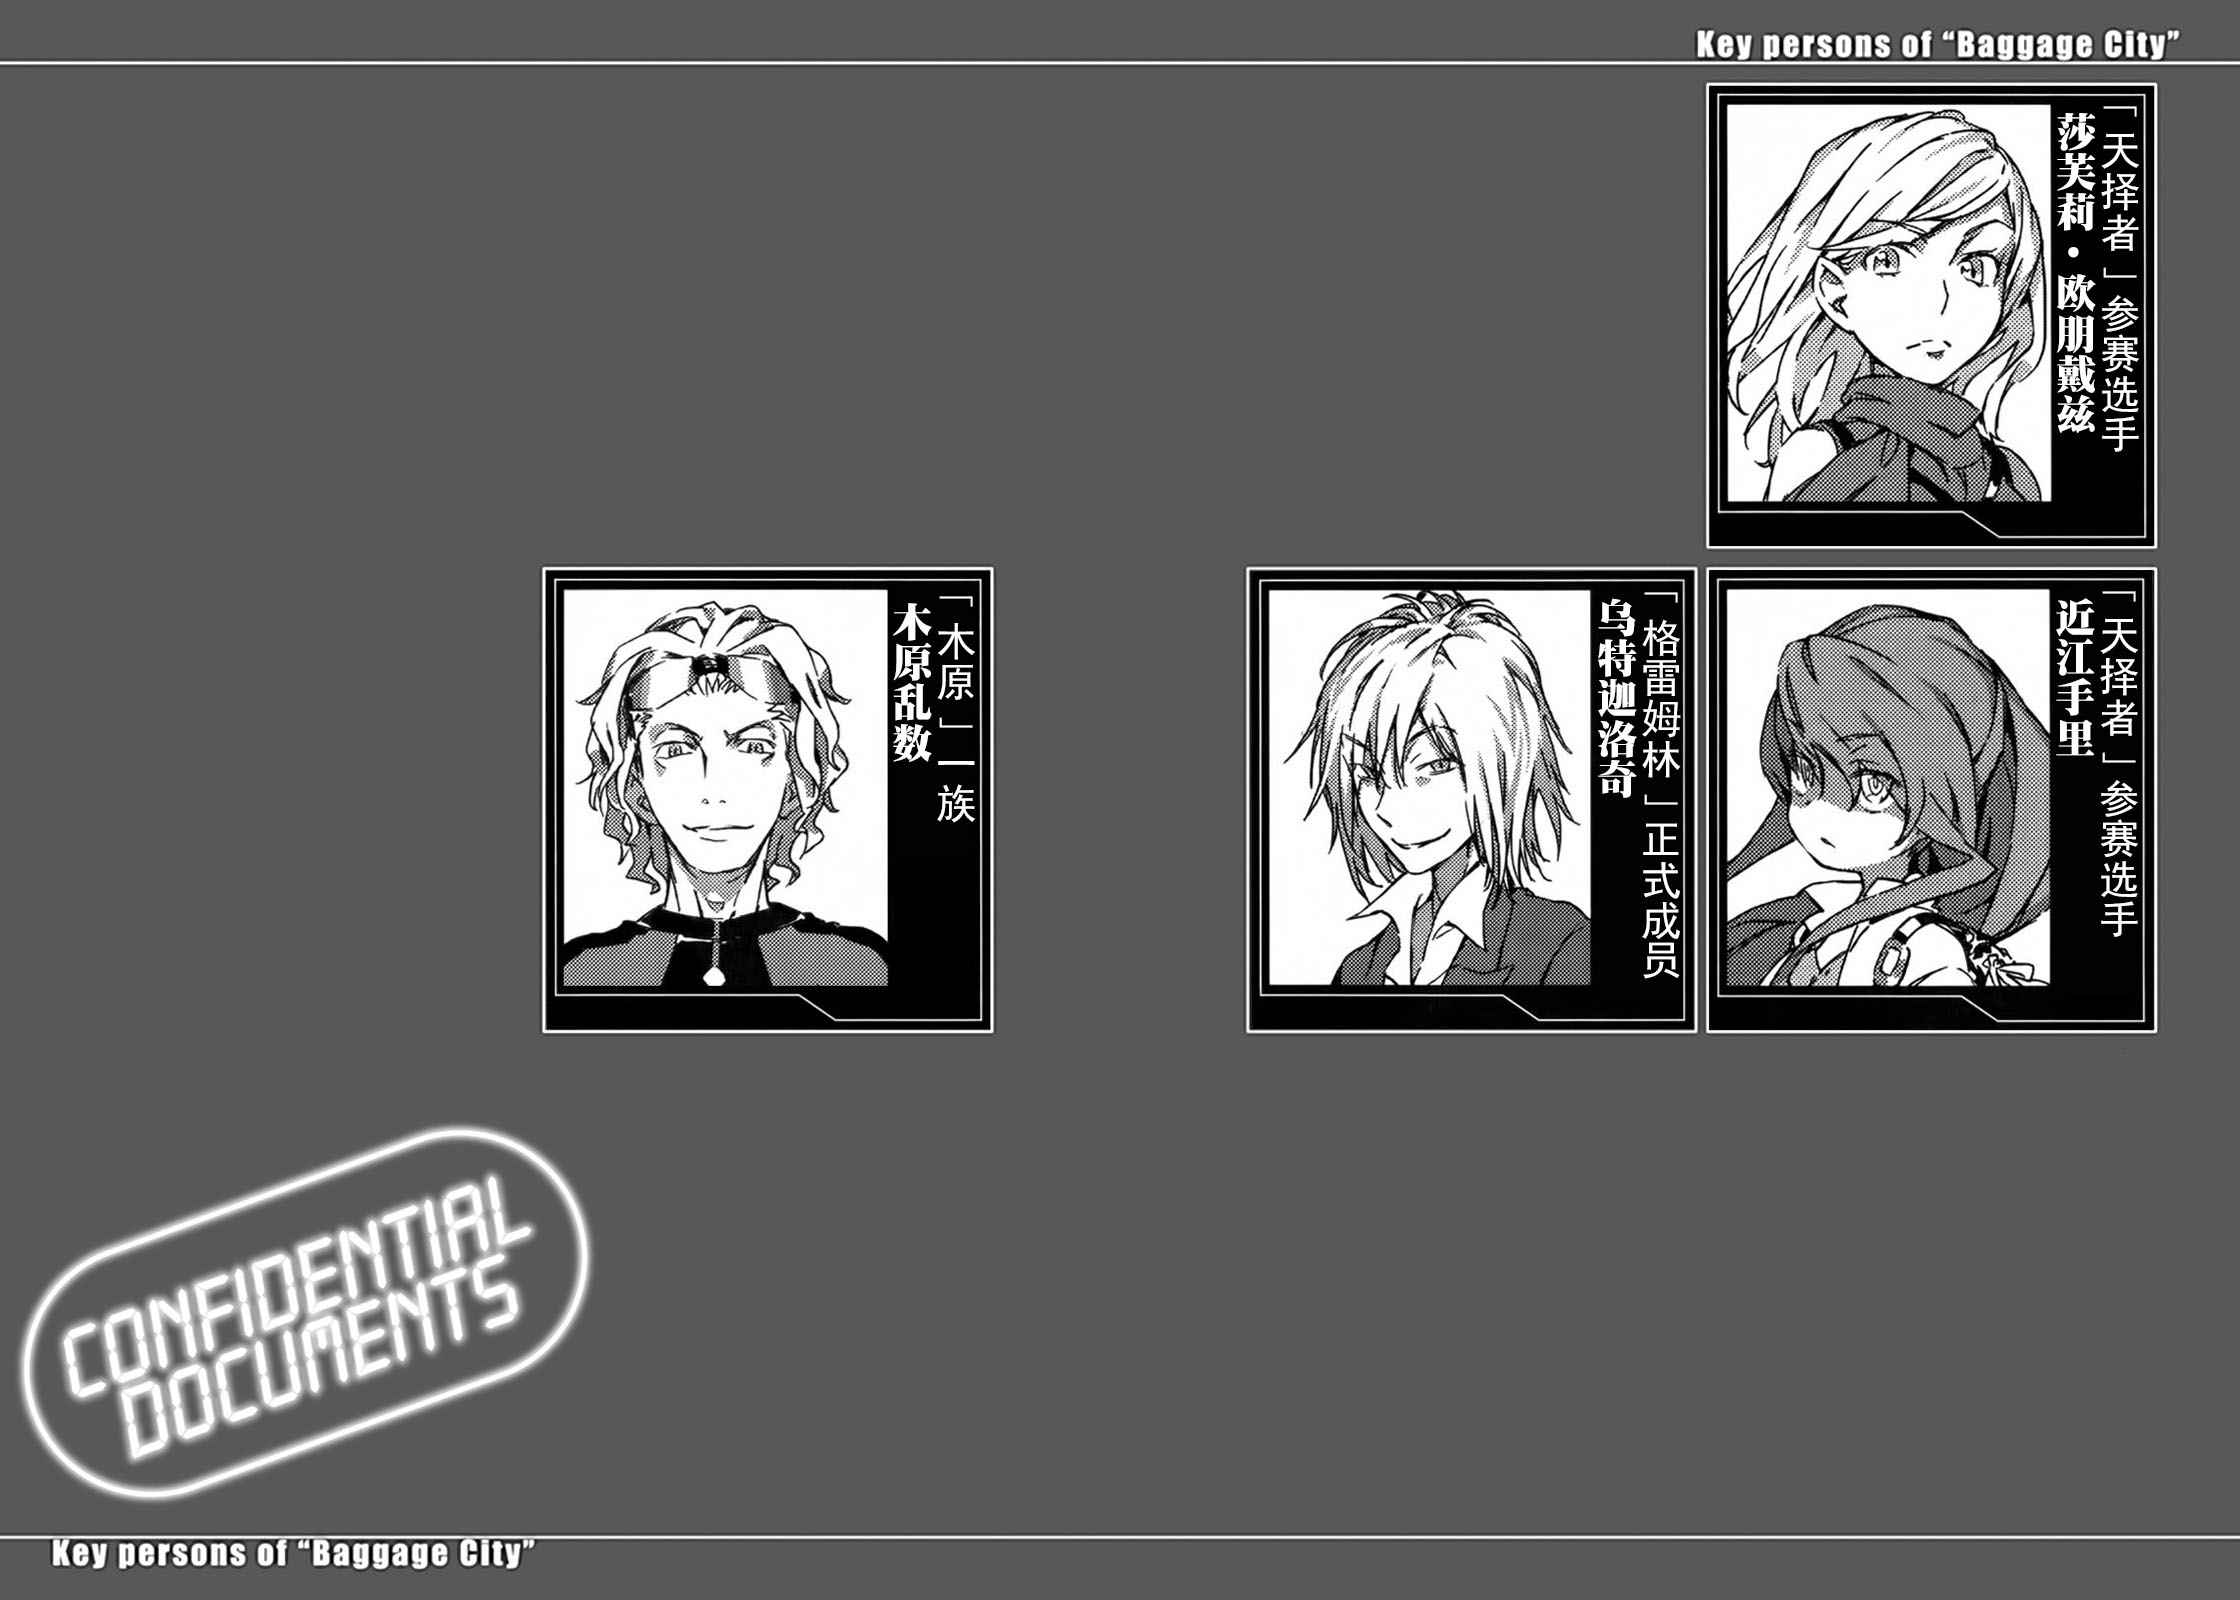 Key persons of “Baggage City”
「天择者」参赛选手
莎芙莉・欧朋戴兹
「天择者」参赛选手
近江手里
「格雷姆林」正式成员
乌特迦洛奇
「木原」一族
木原乱数
CONFIDENTIAL
DOCUMENTS
Key persons of “Baggage City”